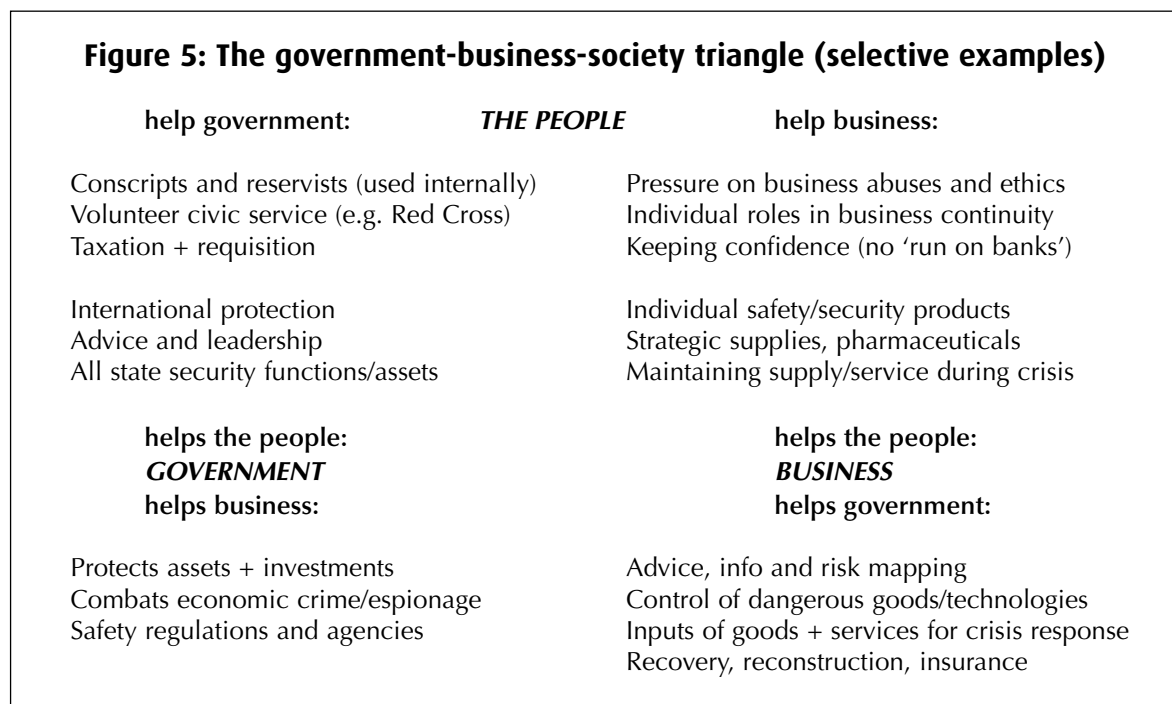 Figure 5: The government-business-society triangle (selective examples)
help government: THE PEOPLE help business:
Conscripts and reservists (used internally)
Volunteer civic service (e.g. Red Cross)
Taxation + requisition
Pressure on business abuses and ethics
Individual roles in business continuity
Keeping confidence (no ‘run on banks’)
International protection
Advice and leadership
All state security functions/assets
Individual safety/security products
Strategic supplies, pharmaceuticals
Maintaining supply/service during crisis
helps the people:
GOVERNMENT
helps business:
helps the people:
BUSINESS
helps government:
Protects assets + investments
Combats economic crime/espionage
Safety regulations and agencies
Advice, info and risk mapping
Control of dangerous goods/technologies
Inputs of goods + services for crisis response
Recovery, reconstruction, insurance